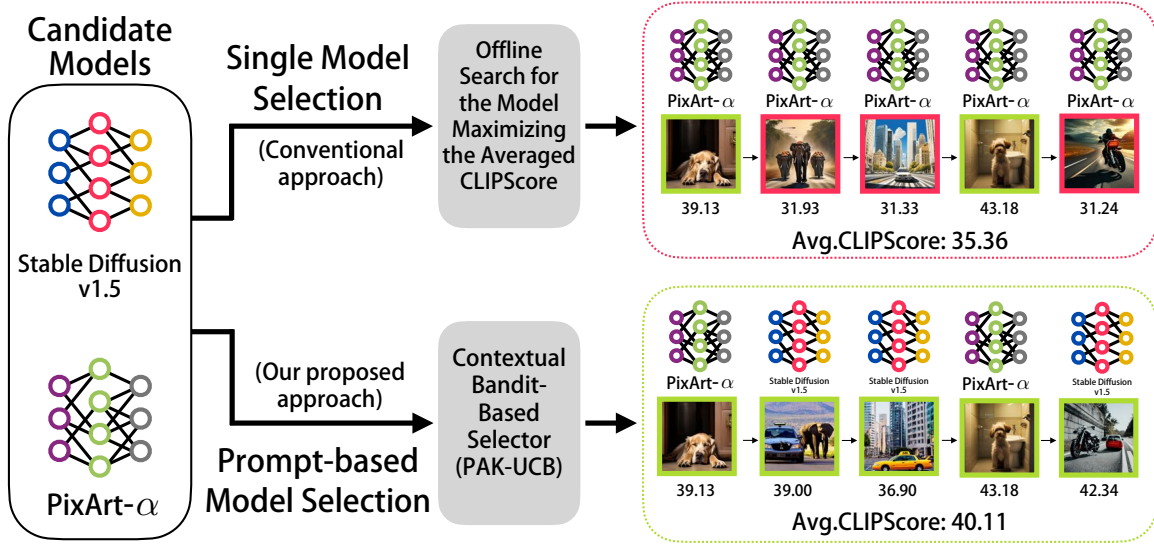 Candidate
Models
Stable Diffusion
v1.5
PixArt-α
Single Model
Selection
(Conventional
approach)
Offline
Search for
the Model
Maximizing
the Averaged
CLIPScore
PixArt-α
PixArt-α
PixArt-α
PixArt-α
PixArt-α
39.13
31.93
31.33
43.18
31.24
Avg.CLIPScore: 35.36
(Our proposed
approach)
Prompt-based
Model Selection
Contextual
Bandit-
Based
Selector
(PAK-UCB)
PixArt-α
Stable Diffusion
v1.5
Stable Diffusion
v1.5
PixArt-α
Stable Diffusion
v1.5
39.13
39.00
36.90
43.18
42.34
Avg.CLIPScore: 40.11